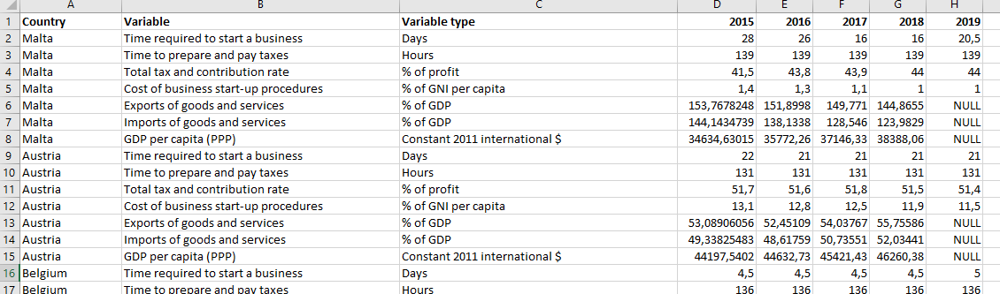 A B C D E F G H
1 Country Variable Variable type 2015 2016 2017 2018 2019
2 Malta Time required to start a business Days 28 26 16 16 20,5
3 Malta Time to prepare and pay taxes Hours 139 139 139 139 139
4 Malta Total tax and contribution rate % of profit 41,5 43,8 43,9 44 44
5 Malta Cost of business start-up procedures % of GNI per capita 1,4 1,3 1,1 1 1
6 Malta Exports of goods and services % of GDP 153,7678248 151,8998 149,771 144,8655 NULL
7 Malta Imports of goods and services % of GDP 144,1434739 138,1338 128,546 123,9829 NULL
8 Malta GDP per capita (PPP) Constant 2011 international $ 34634,63015 35772,26 37146,33 38388,06 NULL
9 Austria Time required to start a business Days 22 21 21 21 21
10 Austria Time to prepare and pay taxes Hours 131 131 131 131 131
11 Austria Total tax and contribution rate % of profit 51,7 51,6 51,8 51,5 51,4
12 Austria Cost of business start-up procedures % of GNI per capita 13,1 12,8 12,5 11,9 11,5
13 Austria Exports of goods and services % of GDP 53,08906056 52,45109 54,03767 55,75586 NULL
14 Austria Imports of goods and services % of GDP 49,33825483 48,61759 50,73551 52,03441 NULL
15 Austria GDP per capita (PPP) Constant 2011 international $ 44197,5402 44632,73 45421,43 46260,38 NULL
16 Belgium Time required to start a business Days 4,5 4,5 4,5 4,5 5
17 Belgium Time to prepare and pay taxes Hours 136 136 136 136 136